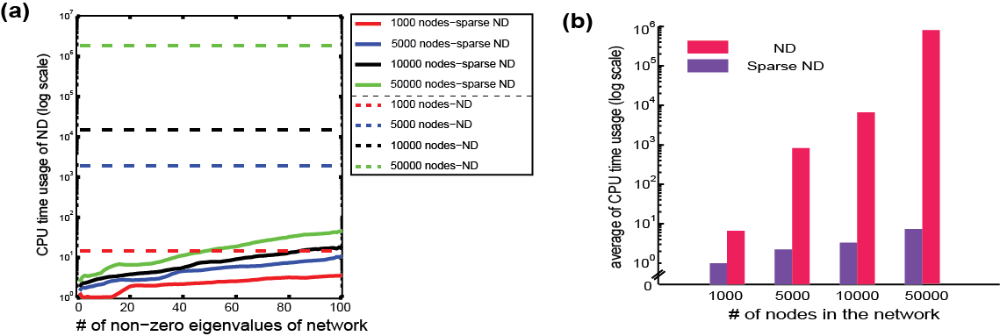 (a)
CPU time usage of ND (log scale)
10^7
10^6
10^5
10^4
10^3
10^2
10^1
10^0
0 20 40 60 80 100
# of non-zero eigenvalues of network
1000 nodes-sparse ND
5000 nodes-sparse ND
10000 nodes-sparse ND
50000 nodes-sparse ND
1000 nodes-ND
5000 nodes-ND
10000 nodes-ND
50000 nodes-ND
(b)
average of CPU time usage (log scale)
10^6
10^5
10^4
10^3
10^2
10^1
10^0
0
ND
Sparse ND
1000 5000 10000 50000
# of nodes in the network